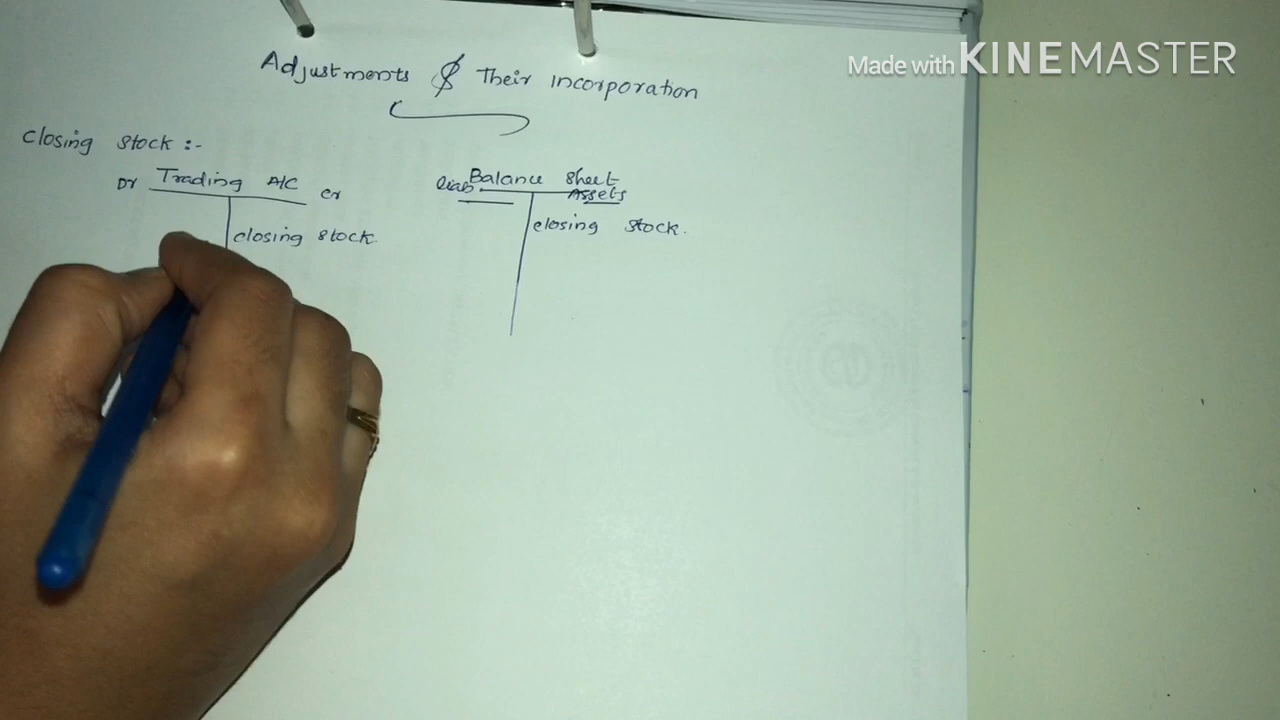 Made with KINEMASTER
Adjustments & Their incorporation
Closing stock :-
Dr Trading A/C cr
closing stock.
Balance sheet
Liab. Assets
closing stock.